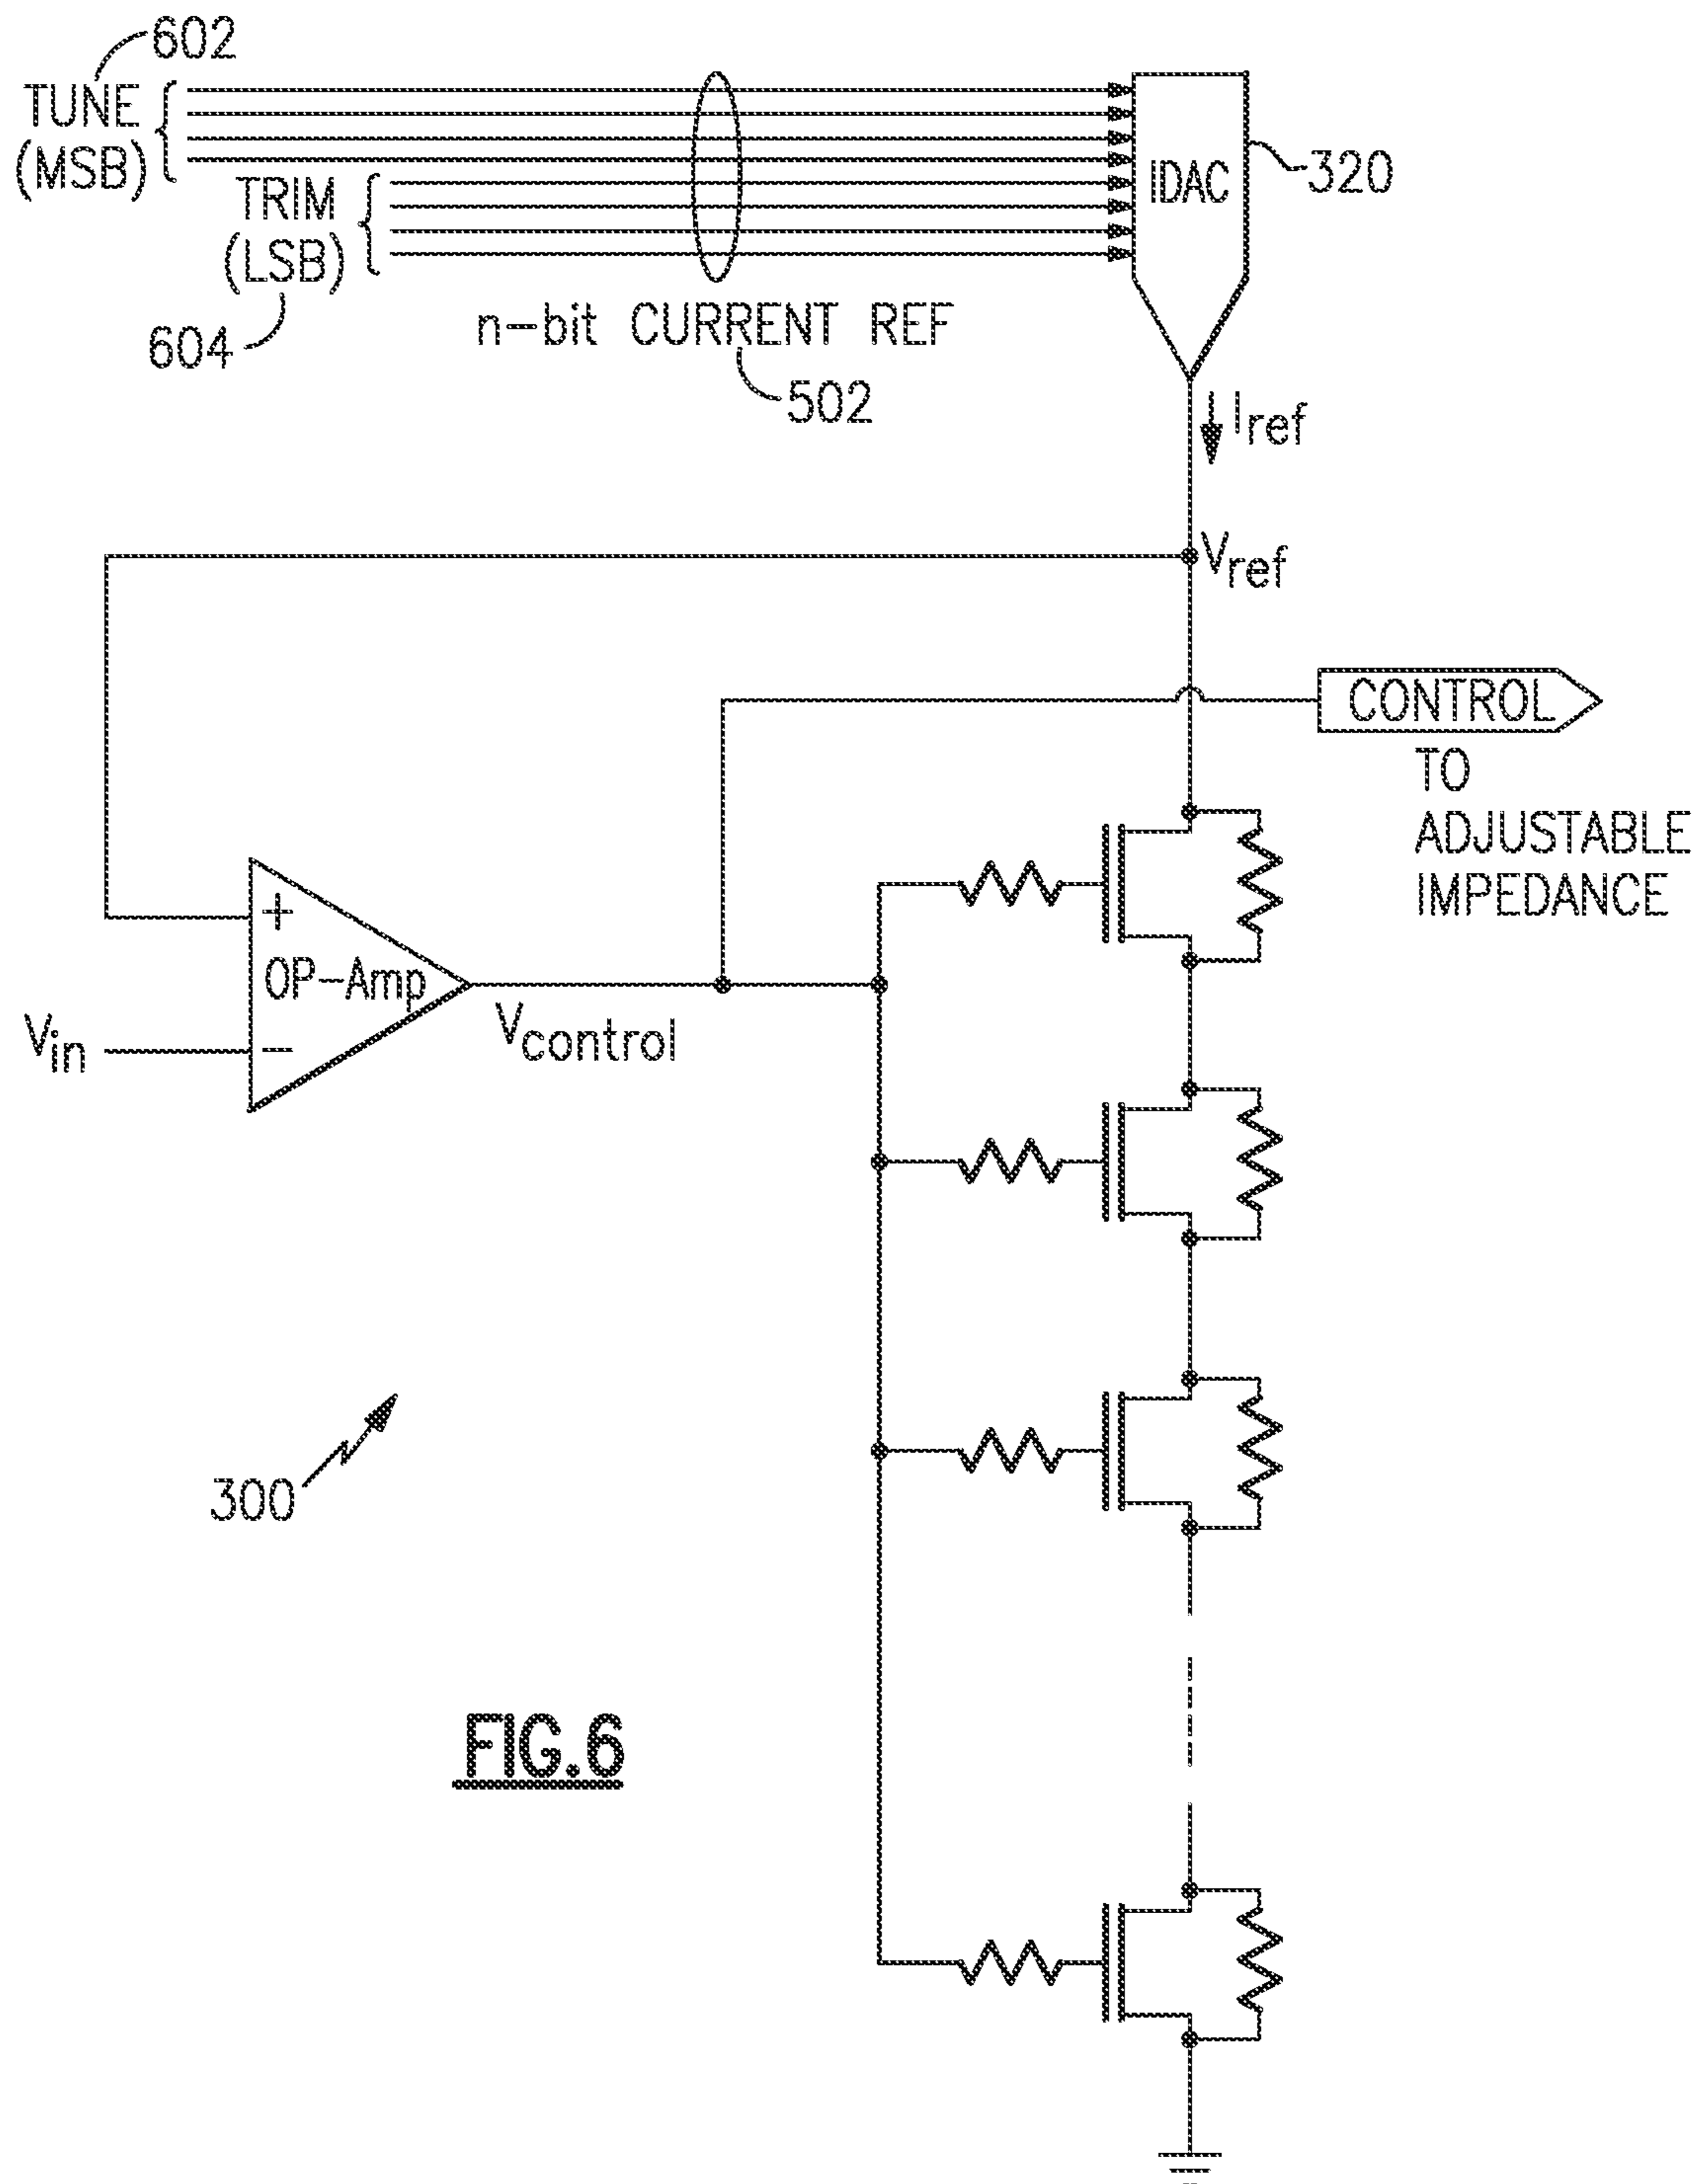 602
TUNE
(MSB)
TRIM
(LSB)
604
n-bit CURRENT REF
502
IDAC
320
Iref
Vref
CONTROL
TO
ADJUSTABLE
IMPEDANCE
+
OP-Amp
−
Vin
Vcontrol
300
FIG.6